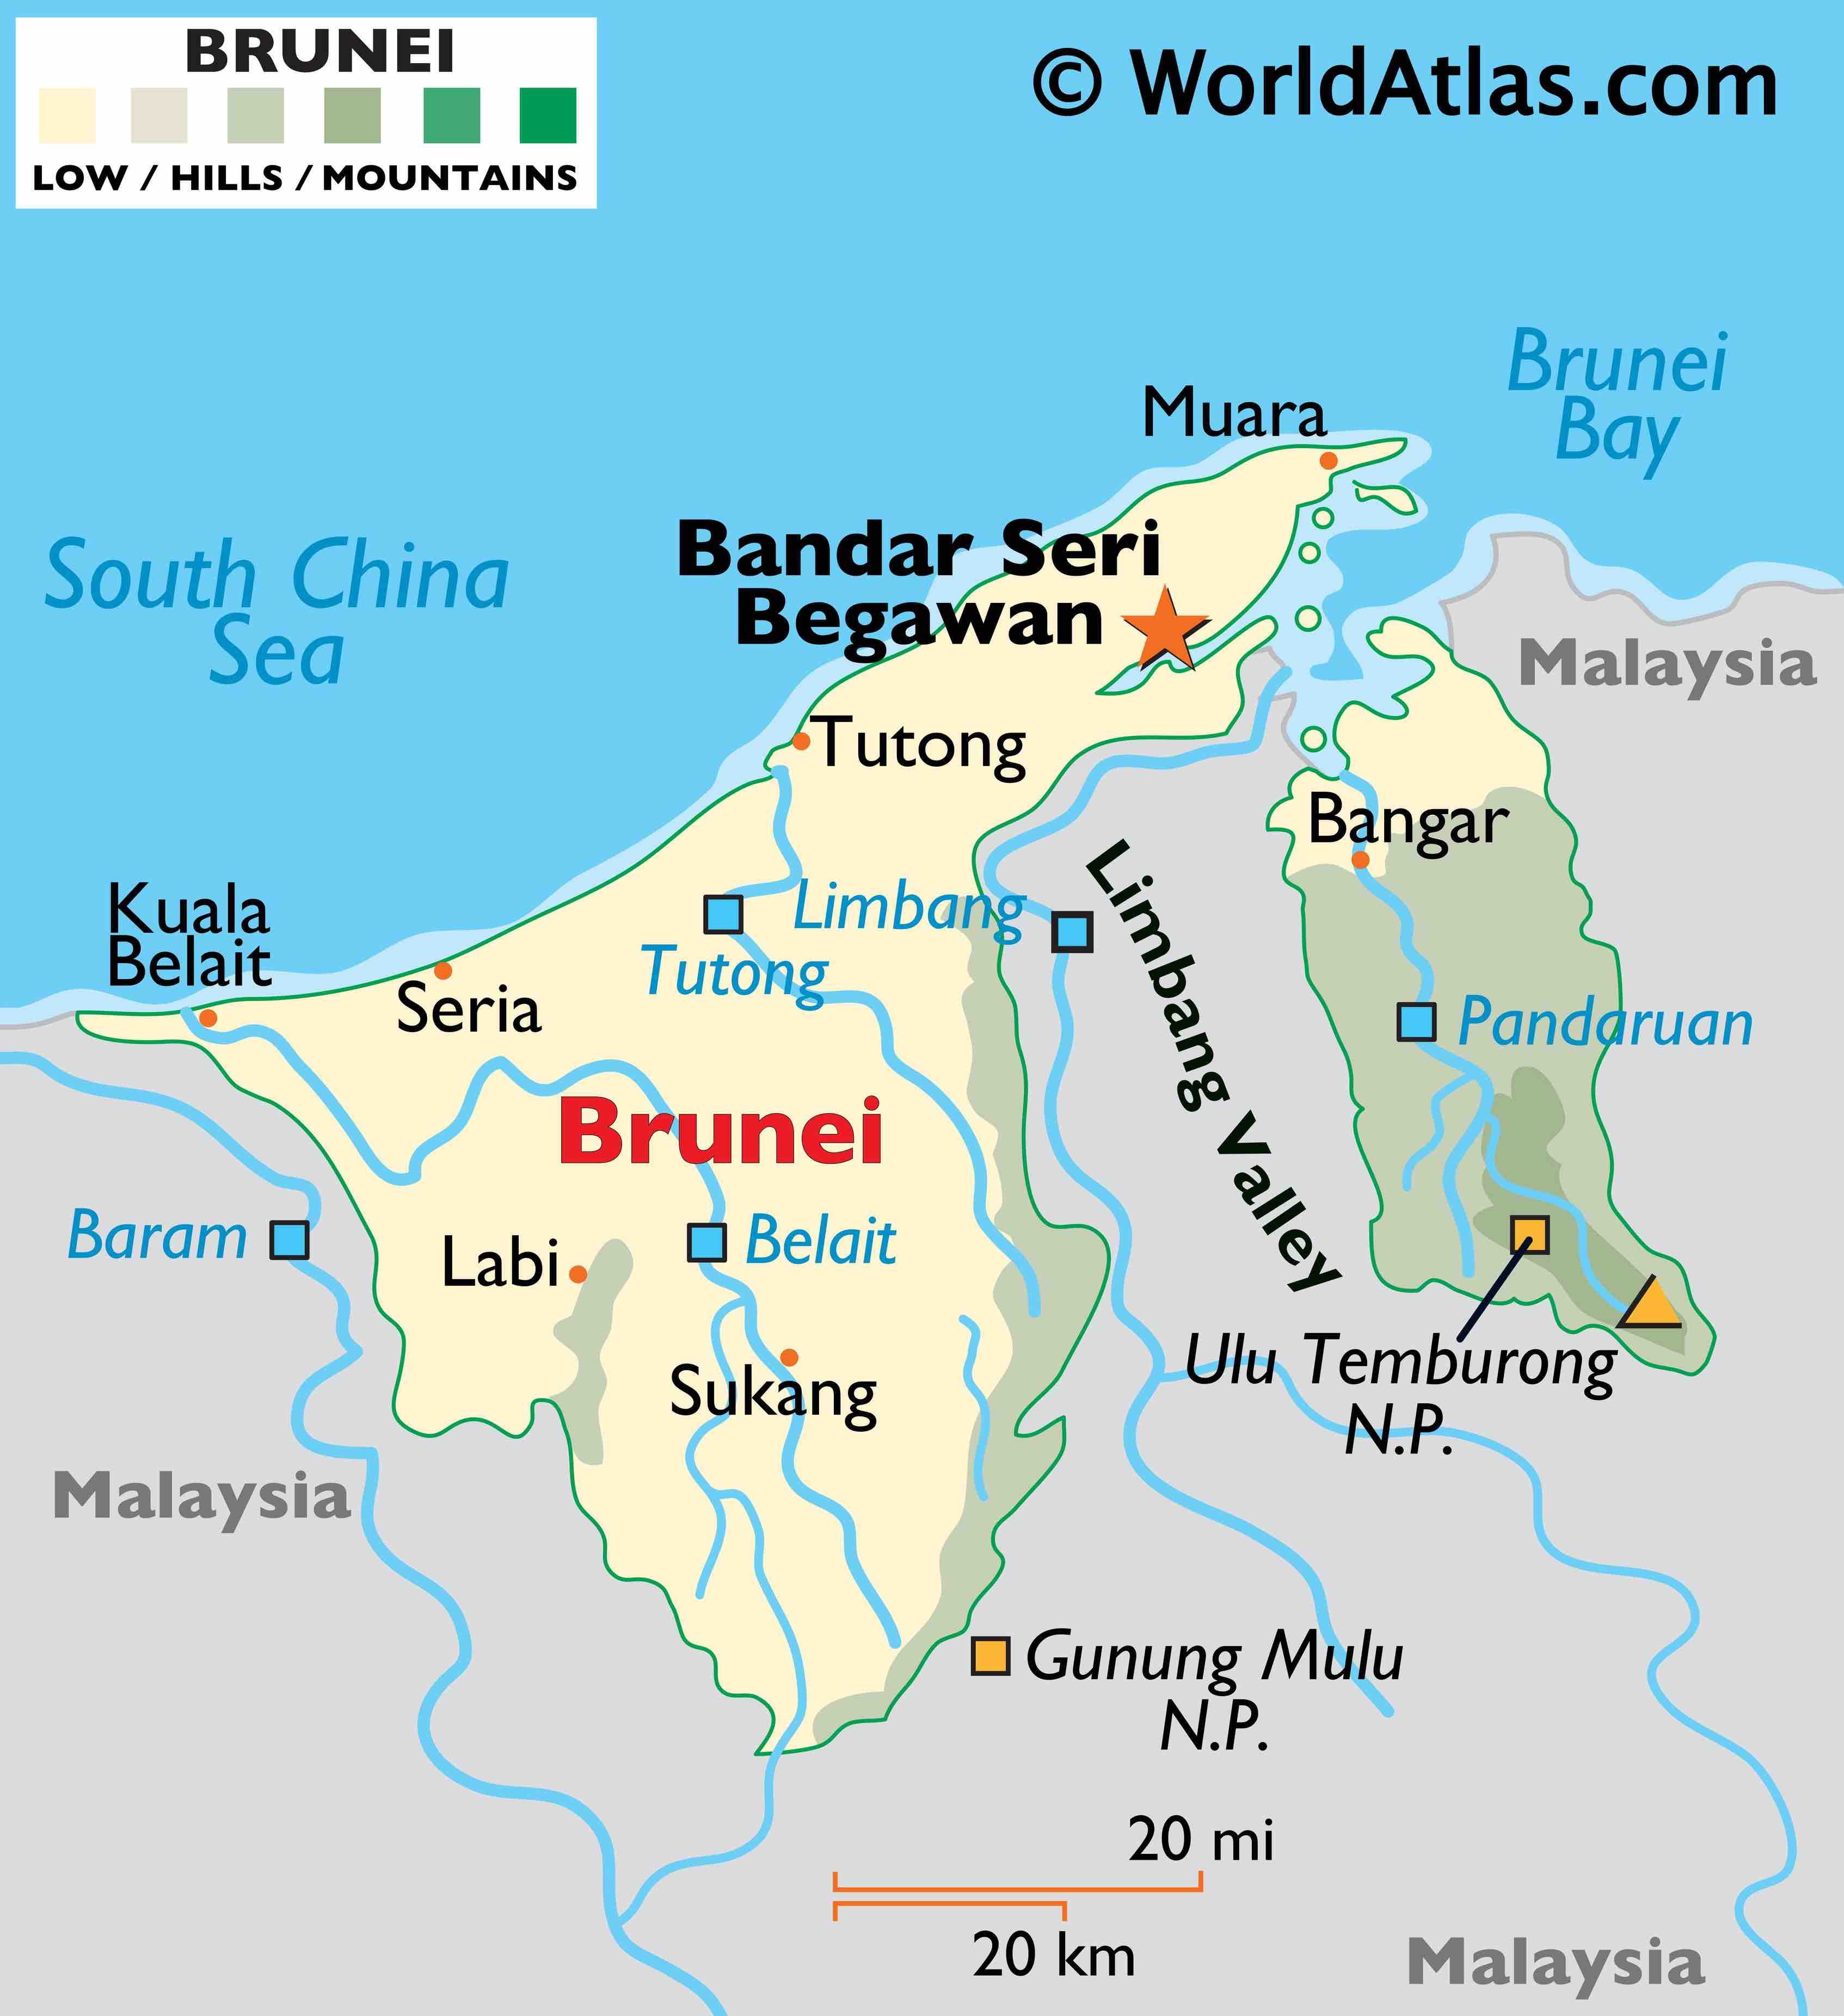 BRUNEI
LOW / HILLS / MOUNTAINS
© WorldAtlas.com
Brunei
Bay
Muara
South China
Sea
Bandar Seri
Begawan
Malaysia
Tutong
Bangar
Limbang Valley
Kuala
Belait
Limbang
Tutong
Seria
Pandaruan
Brunei
Baram
Belait
Labi
Ulu Temburong
N.P.
Sukang
Malaysia
Gunung Mulu
N.P.
20 mi
20 km
Malaysia